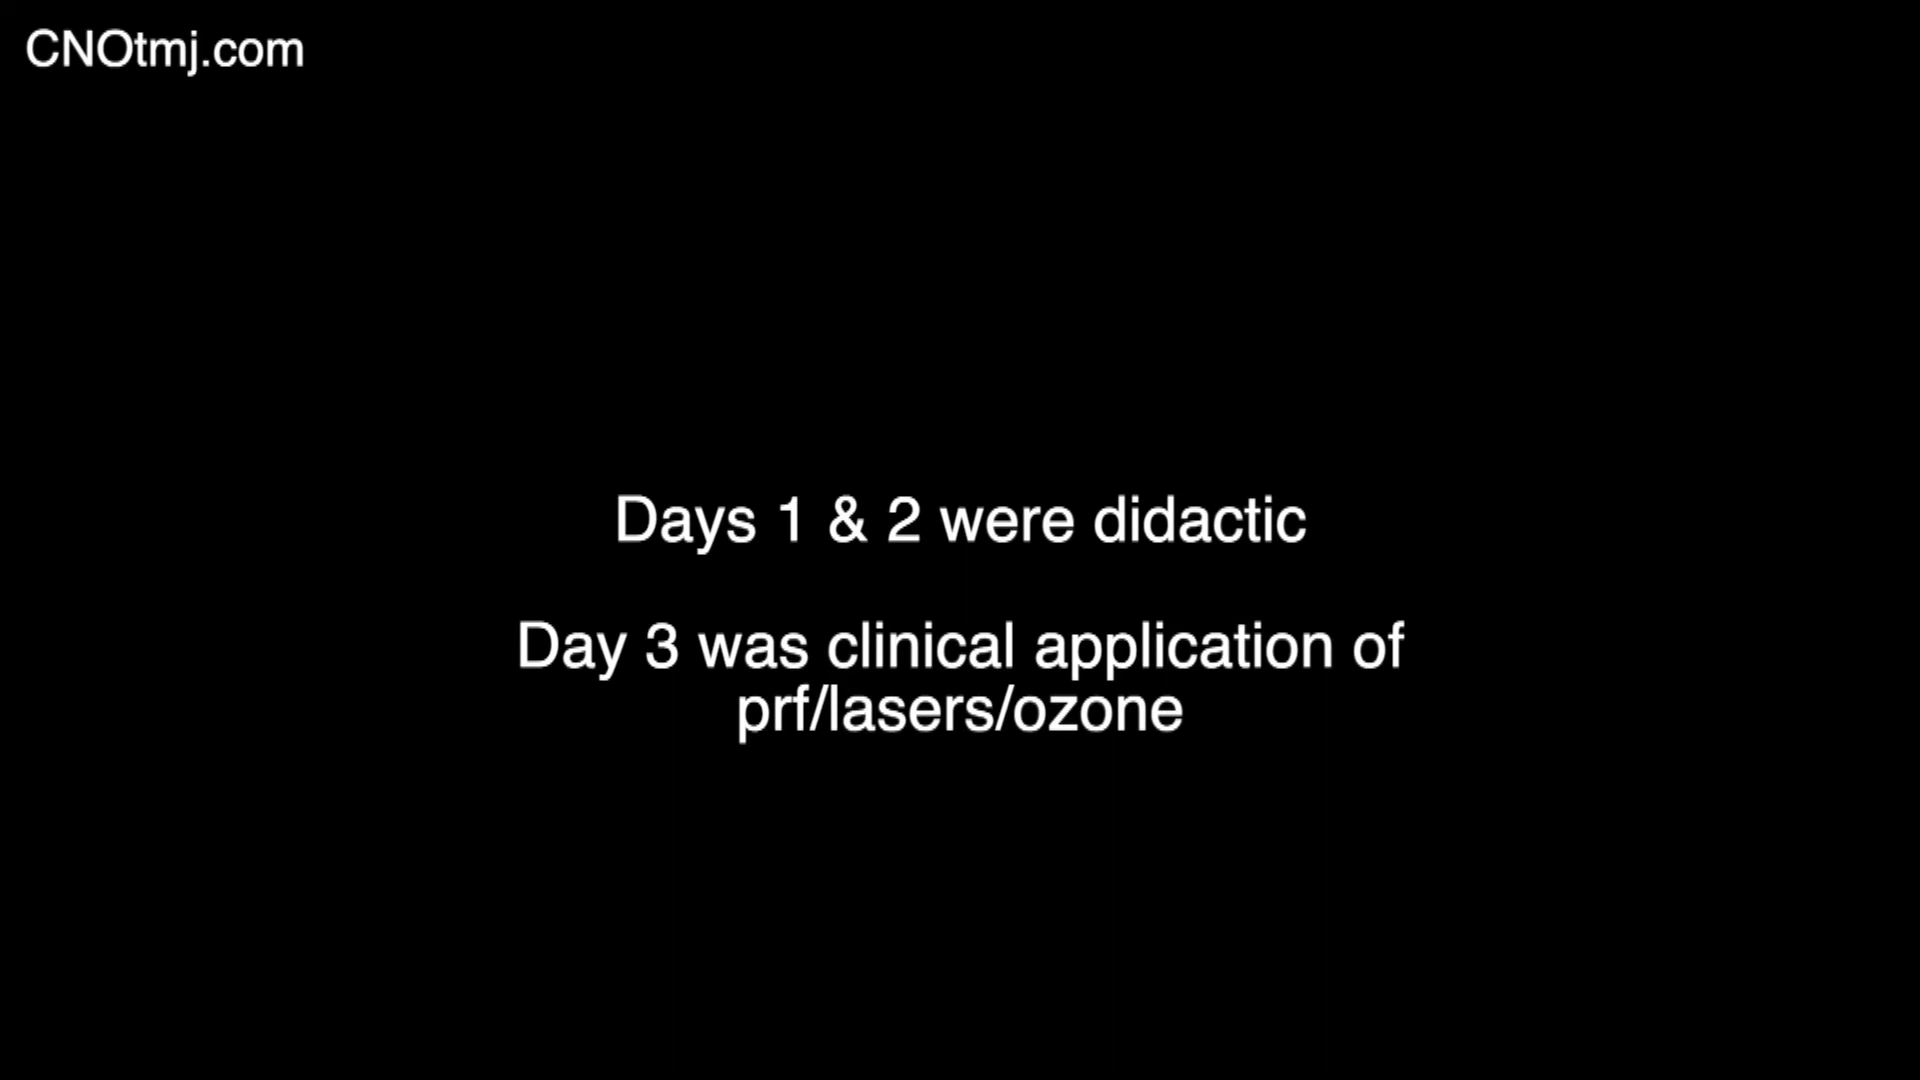 CNOtmj.com
Days 1 & 2 were didactic
Day 3 was clinical application of
prf/lasers/ozone